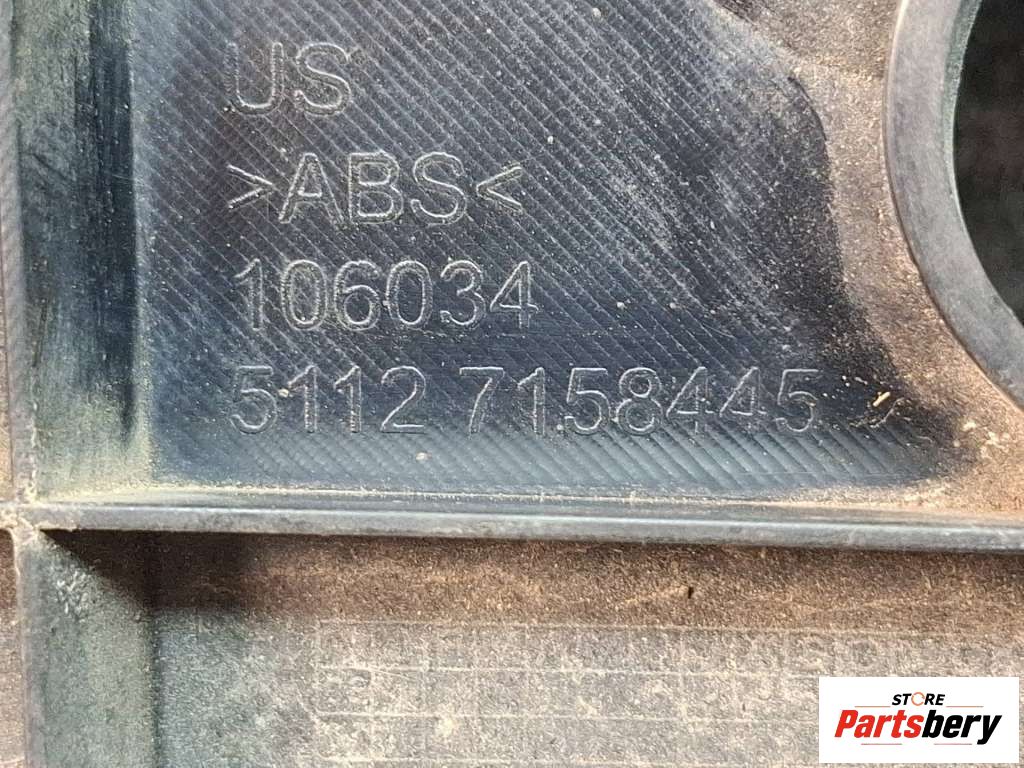 US
>ABS<
106034
5112 7158445
STORE
Partsbery